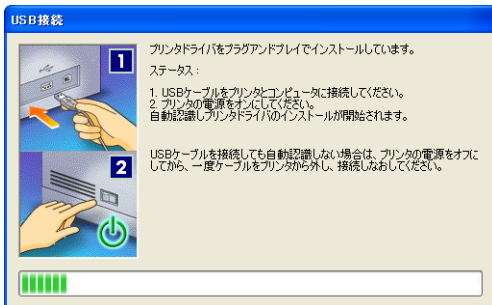 USB接続
1
プリンタドライバをプラグアンドプレイでインストールしています。
ステータス：
1. USBケーブルをプリンタとコンピュータに接続してください。
2. プリンタの電源をオンにしてください。
自動認識しプリンタドライバのインストールが開始されます。
2
USBケーブルを接続しても自動認識しない場合は、プリンタの電源をオフに
してから、一度ケーブルをプリンタから外し、接続しなおしてください。